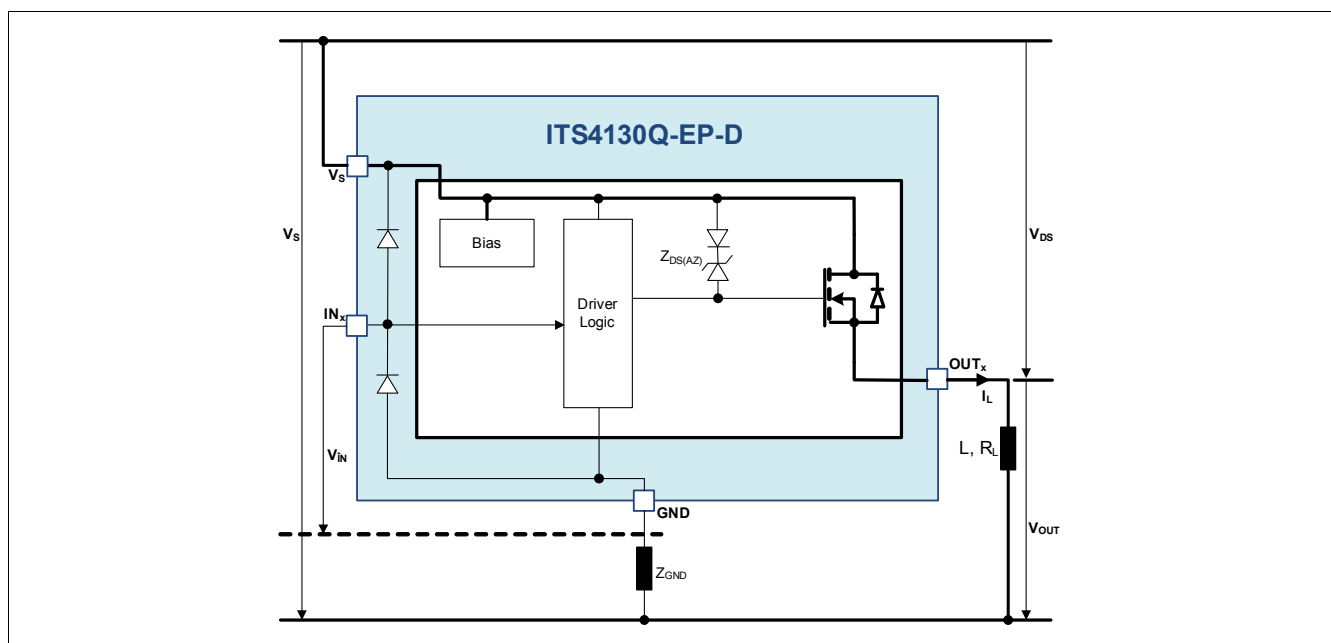 ITS4130Q-EP-D
VS
VS
Bias
ZDS(AZ)
VDS
INx
Driver
Logic
OUTx
IL
VIN
L, RL
GND
VOUT
ZGND